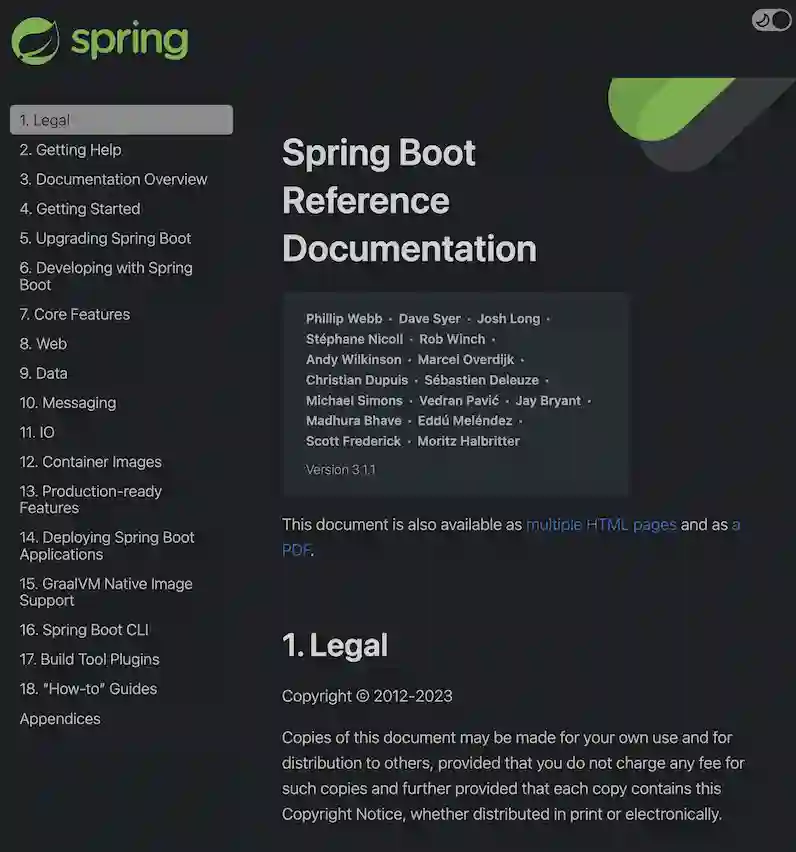 spring
1. Legal
2. Getting Help
3. Documentation Overview
4. Getting Started
5. Upgrading Spring Boot
6. Developing with Spring
Boot
7. Core Features
8. Web
9. Data
10. Messaging
11. IO
12. Container Images
13. Production-ready
Features
14. Deploying Spring Boot
Applications
15. GraalVM Native Image
Support
16. Spring Boot CLI
17. Build Tool Plugins
18. “How-to” Guides
Appendices
Spring Boot
Reference
Documentation
Phillip Webb · Dave Syer · Josh Long ·
Stéphane Nicoll · Rob Winch ·
Andy Wilkinson · Marcel Overdijk ·
Christian Dupuis · Sébastien Deleuze ·
Michael Simons · Vedran Pavić · Jay Bryant ·
Madhura Bhave · Eddú Meléndez ·
Scott Frederick · Moritz Halbritter
Version 3.1.1
This document is also available as multiple HTML pages and as a
PDF.
1. Legal
Copyright © 2012-2023
Copies of this document may be made for your own use and for
distribution to others, provided that you do not charge any fee for
such copies and further provided that each copy contains this
Copyright Notice, whether distributed in print or electronically.